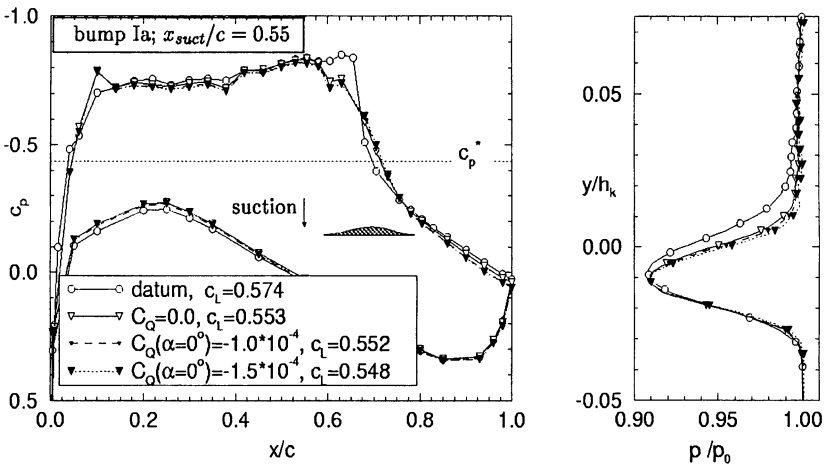 -1.0
bump Ia; x_suct/c = 0.55
-0.5
c_p*
c_p
suction
0.0
datum, c_L=0.574
C_Q=0.0, c_L=0.553
C_Q(α=0°)=-1.0*10^-4, c_L=0.552
C_Q(α=0°)=-1.5*10^-4, c_L=0.548
0.5
0.0 0.2 0.4 0.6 0.8 1.0
x/c
0.05
y/h_k
0.00
-0.05
0.90 0.95 1.00
p/p_0